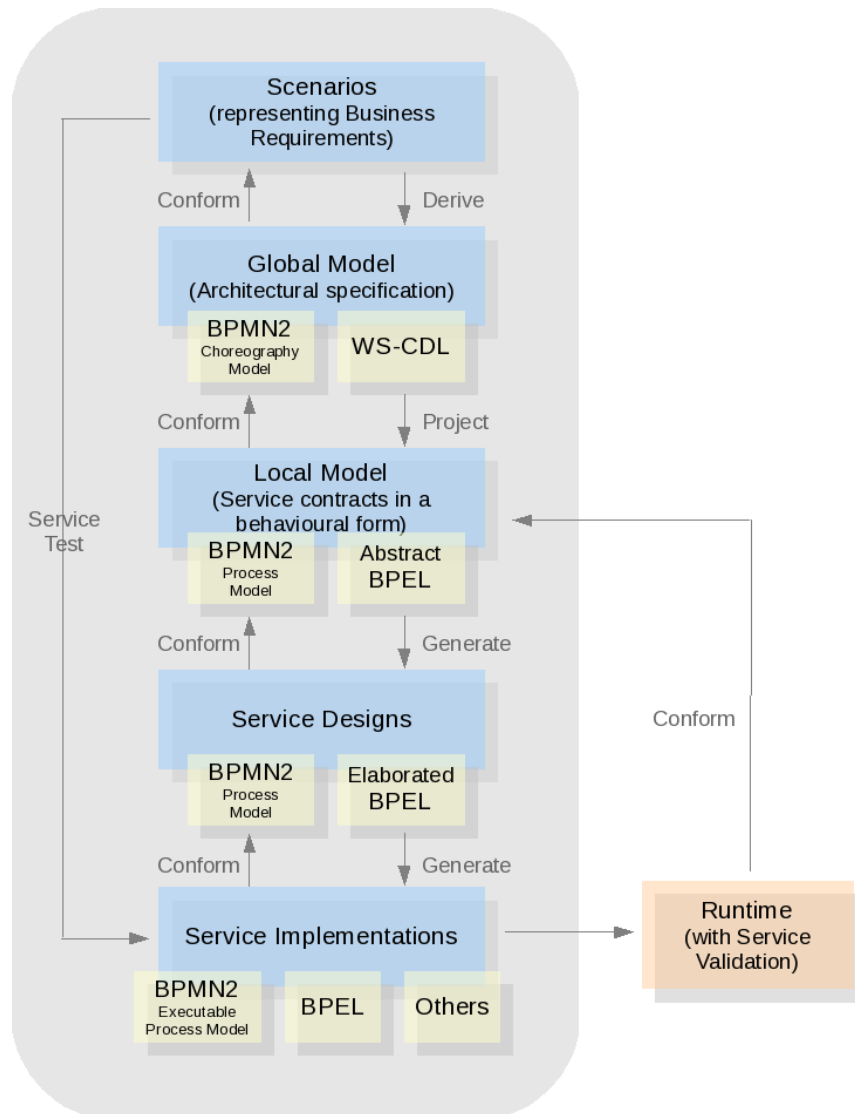 Scenarios
(representing Business
Requirements)
Conform
Derive
Global Model
(Architectural specification)
BPMN2
Choreography
Model
WS-CDL
Conform
Project
Local Model
(Service contracts in a
behavioural form)
BPMN2
Process
Model
Abstract
BPEL
Service
Test
Conform
Generate
Service Designs
BPMN2
Process
Model
Elaborated
BPEL
Conform
Conform
Generate
Service Implementations
BPMN2
Executable
Process Model
BPEL
Others
Runtime
(with Service
Validation)